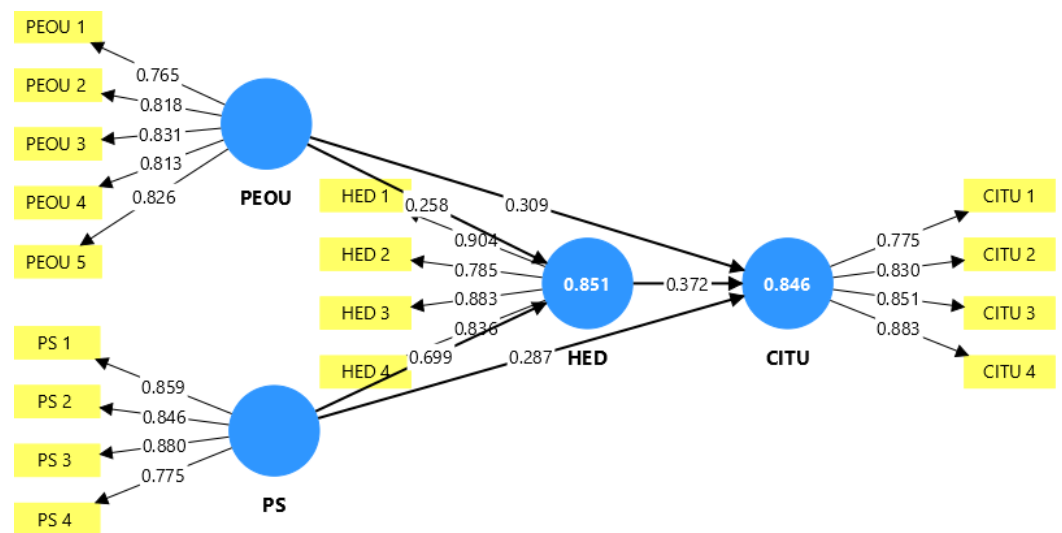 PEOU 1
PEOU 2
PEOU 3
PEOU 4
PEOU 5
0.765
0.818
0.831
0.813
0.826
PEOU
PS 1
PS 2
PS 3
PS 4
0.859
0.846
0.880
0.775
PS
HED 1
HED 2
HED 3
HED 4
0.904
0.785
0.883
0.836
0.258
0.309
0.699
0.287
0.851
HED
0.372
0.846
CITU
0.775
0.830
0.851
0.883
CITU 1
CITU 2
CITU 3
CITU 4